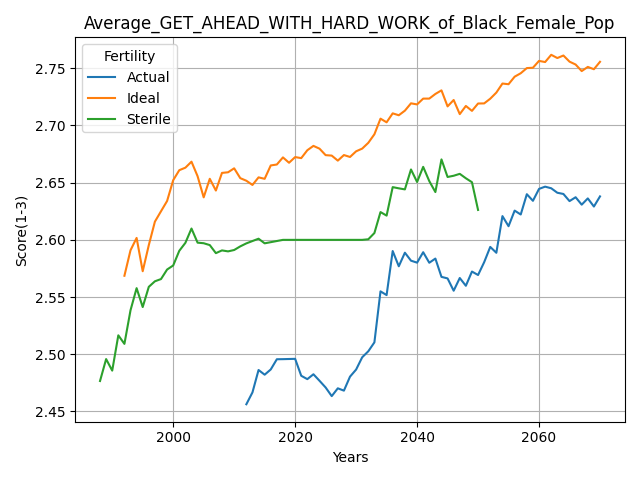 Average_GET_AHEAD_WITH_HARD_WORK_of_Black_Female_Pop
Fertility
Actual
Ideal
Sterile
Score(1-3)
2.75
2.70
2.65
2.60
2.55
2.50
2.45
2000 2020 2040 2060
Years